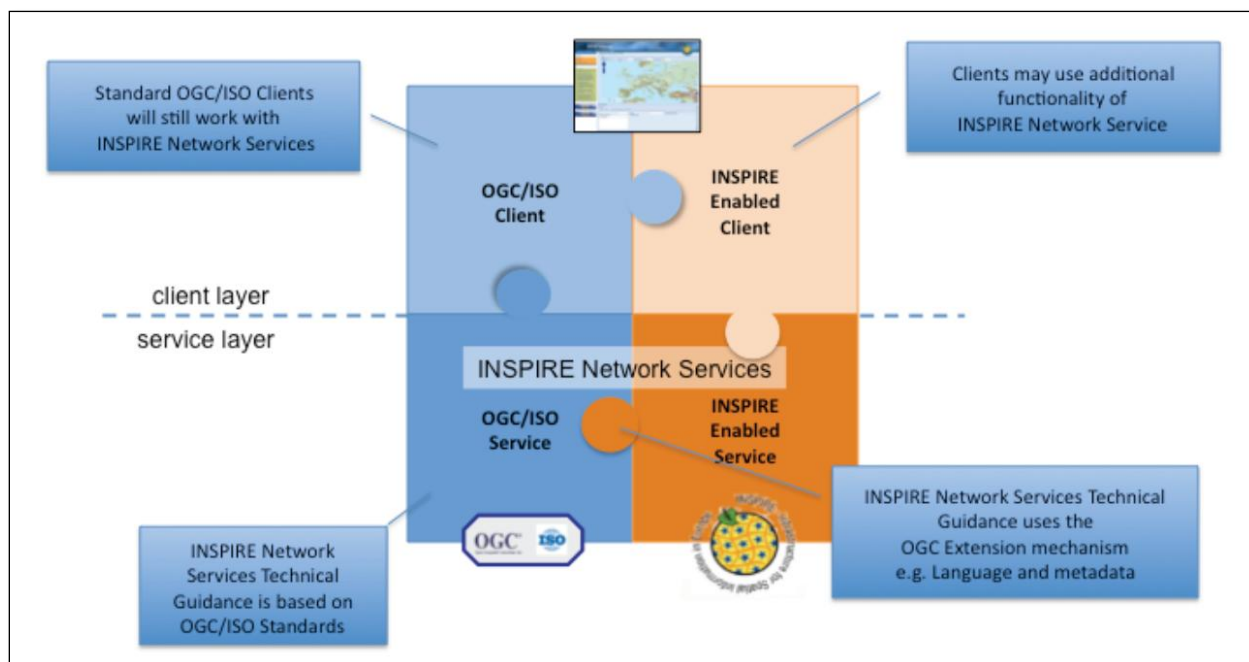 Standard OGC/ISO Clients
will still work with
INSPIRE Network Services
Clients may use additional
functionality of
INSPIRE Network Service
OGC/ISO
Client
INSPIRE
Enabled
Client
client layer
service layer
INSPIRE Network Services
OGC/ISO
Service
INSPIRE
Enabled
Service
INSPIRE Network
Services Technical
Guidance is based on
OGC/ISO Standards
OGC
ISO
INSPIRE Network Services Technical
Guidance uses the
OGC Extension mechanism
e.g. Language and metadata